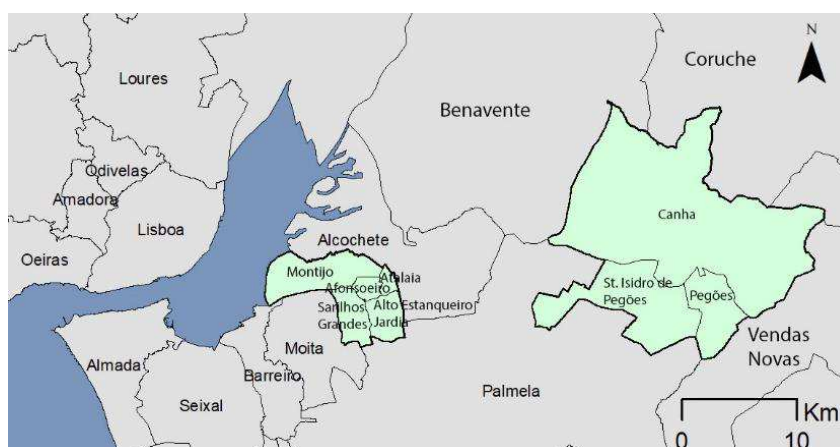 Coruche
N
Loures
Benavente
Odivelas
Amadora
Canha
Lisboa
Alcochete
Oeiras
Montijo
Atalaia
St. Isidro de
Pegões
Pegões
Afonsoeiro
Sarilhos
Grandes
Alto Estanqueiro
Jardia
Vendas
Novas
Moita
Almada
Barreiro
Palmela
Seixal
Km
0 10